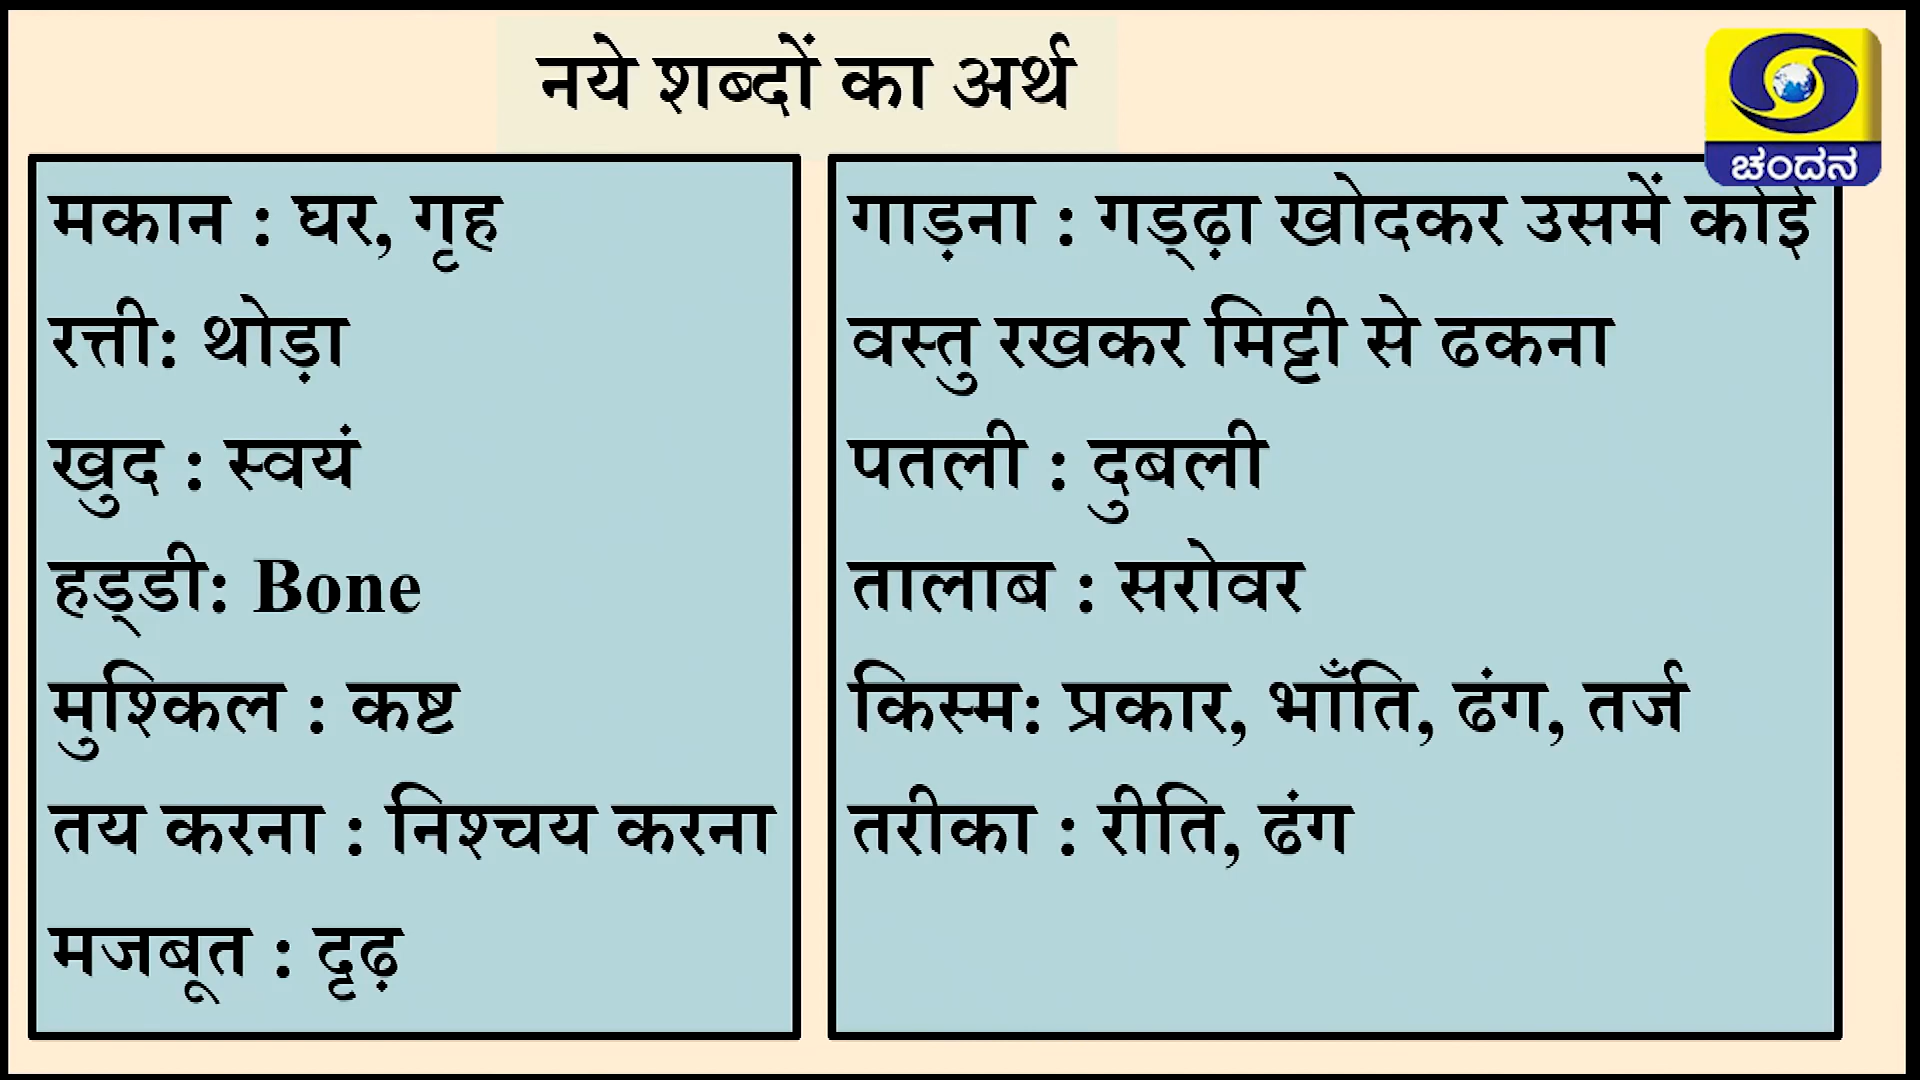 नये शब्दों का अर्थ
ಚಂದನ
मकान : घर, गृह
रत्ती: थोड़ा
खुद : स्वयं
हड्डी: Bone
मुश्किल : कष्ट
तय करना : निश्चय करना
मजबूत : दृढ़
गाड़ना : गड्ढ़ा खोदकर उसमें कोई
वस्तु रखकर मिट्टी से ढकना
पतली : दुबली
तालाब : सरोवर
किस्म: प्रकार, भाँति, ढंग, तर्ज
तरीका : रीति, ढंग